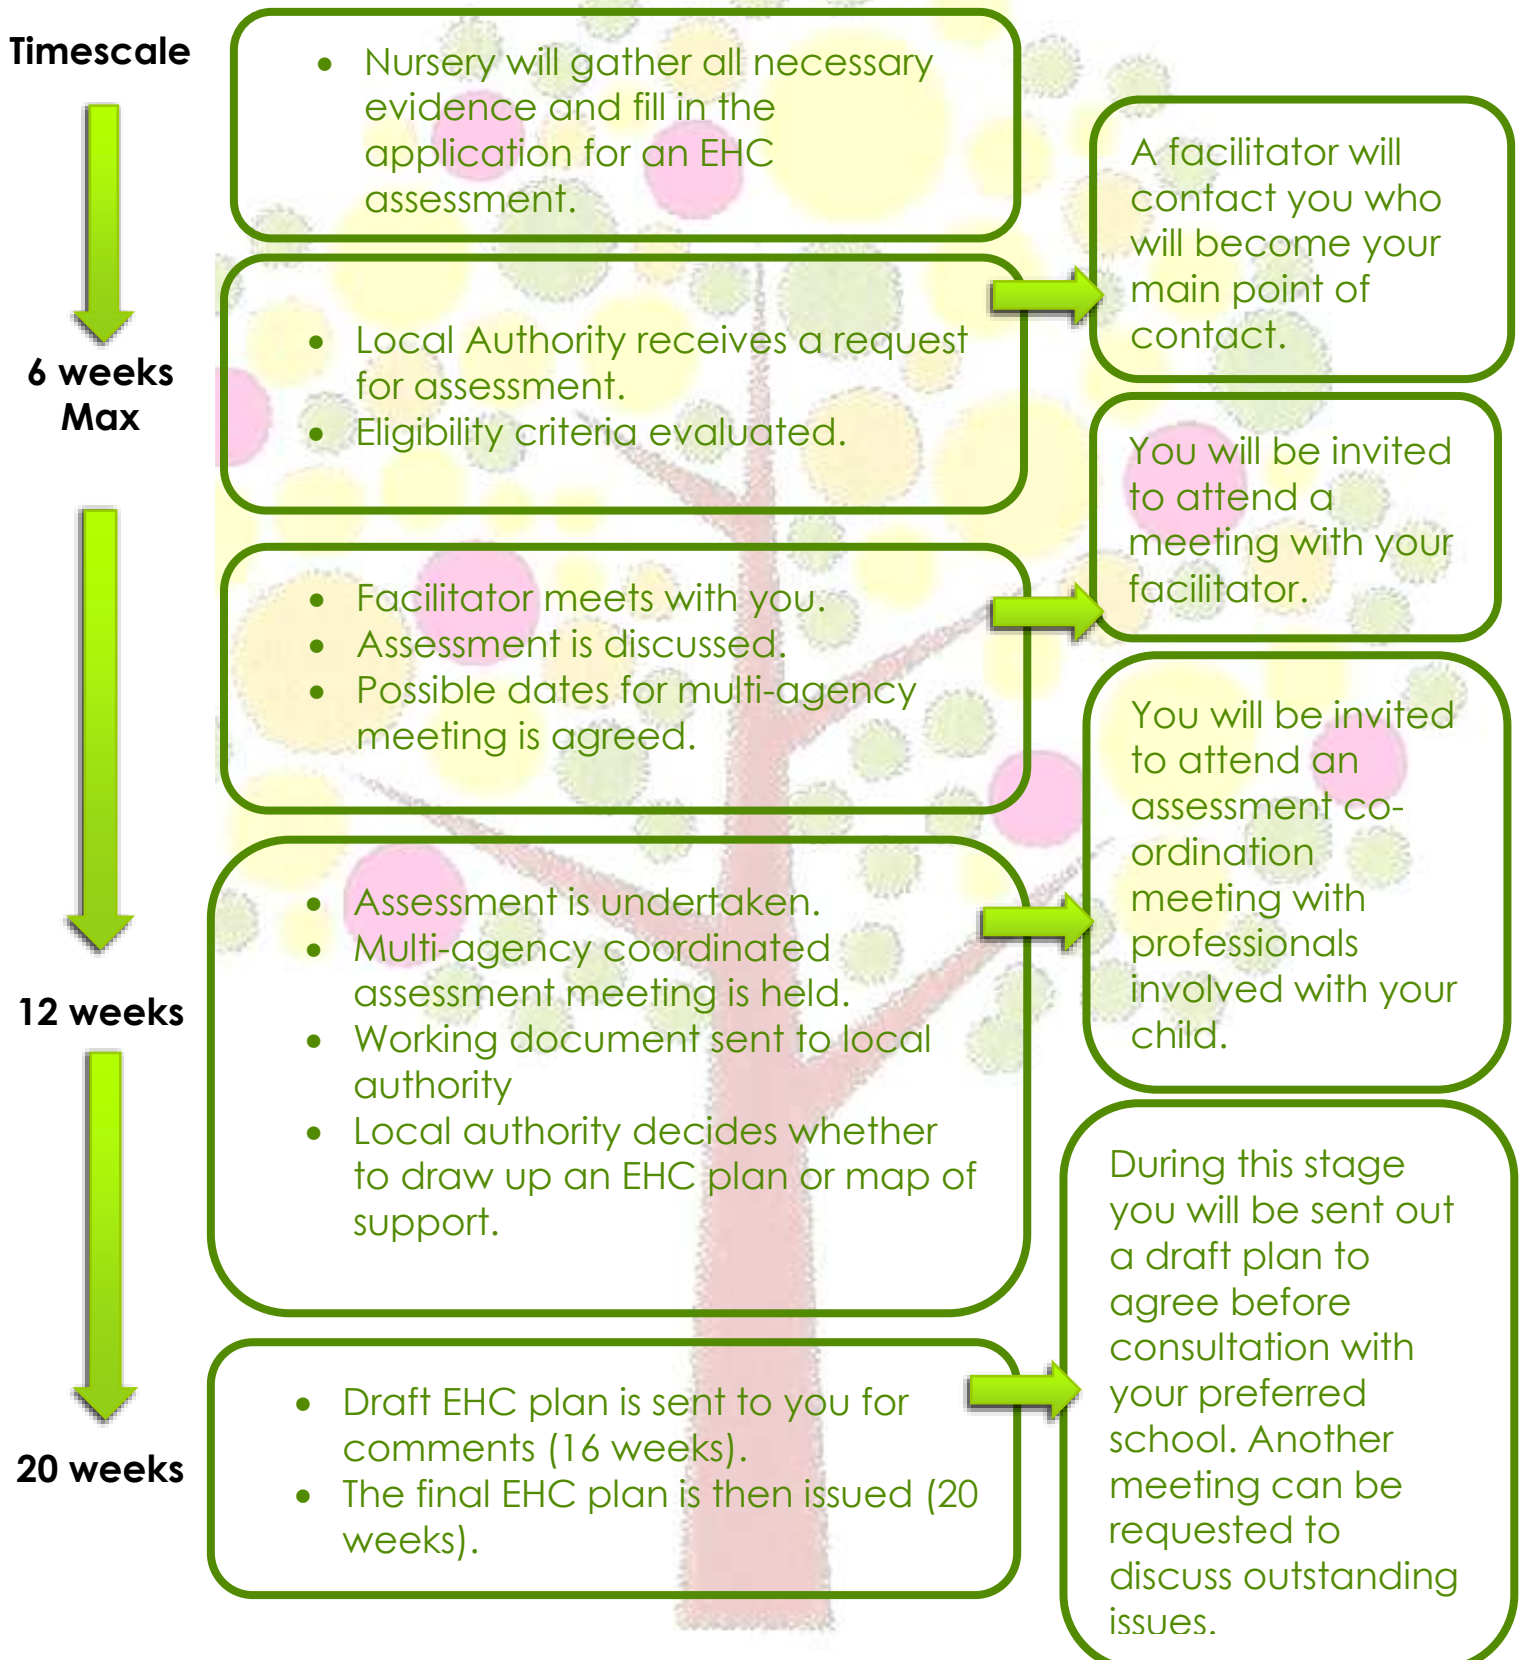 Timescale
• Nursery will gather all necessary
evidence and fill in the
application for an EHC
assessment.
A facilitator will
contact you who
will become your
main point of
contact.
6 weeks
Max
• Local Authority receives a request
for assessment.
• Eligibility criteria evaluated.
You will be invited
to attend a
meeting with your
facilitator.
• Facilitator meets with you.
• Assessment is discussed.
• Possible dates for multi-agency
meeting is agreed.
You will be invited
to attend an
assessment co-
ordination
meeting with
professionals
involved with your
child.
12 weeks
• Assessment is undertaken.
• Multi-agency coordinated
assessment meeting is held.
• Working document sent to local
authority
• Local authority decides whether
to draw up an EHC plan or map of
support.
During this stage
you will be sent out
a draft plan to
agree before
consultation with
your preferred
school. Another
meeting can be
requested to
discuss outstanding
issues.
20 weeks
• Draft EHC plan is sent to you for
comments (16 weeks).
• The final EHC plan is then issued (20
weeks).